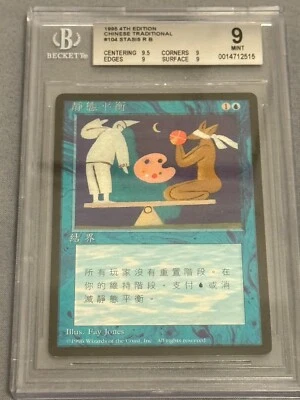 BECKETT
1995 4TH EDITION
CHINESE TRADITIONAL
#104 STASIS R B
CENTERING 9.5 CORNERS 9
EDGES 9 SURFACE 9
9
MINT
0014712515
靜態平衡
1
結界
所有玩家沒有重置階段。在
你的維持階段，支付 或消
滅靜態平衡。
Illus. Fay Jones
©1995 Wizards of the Coast, Inc. All rights reserved.